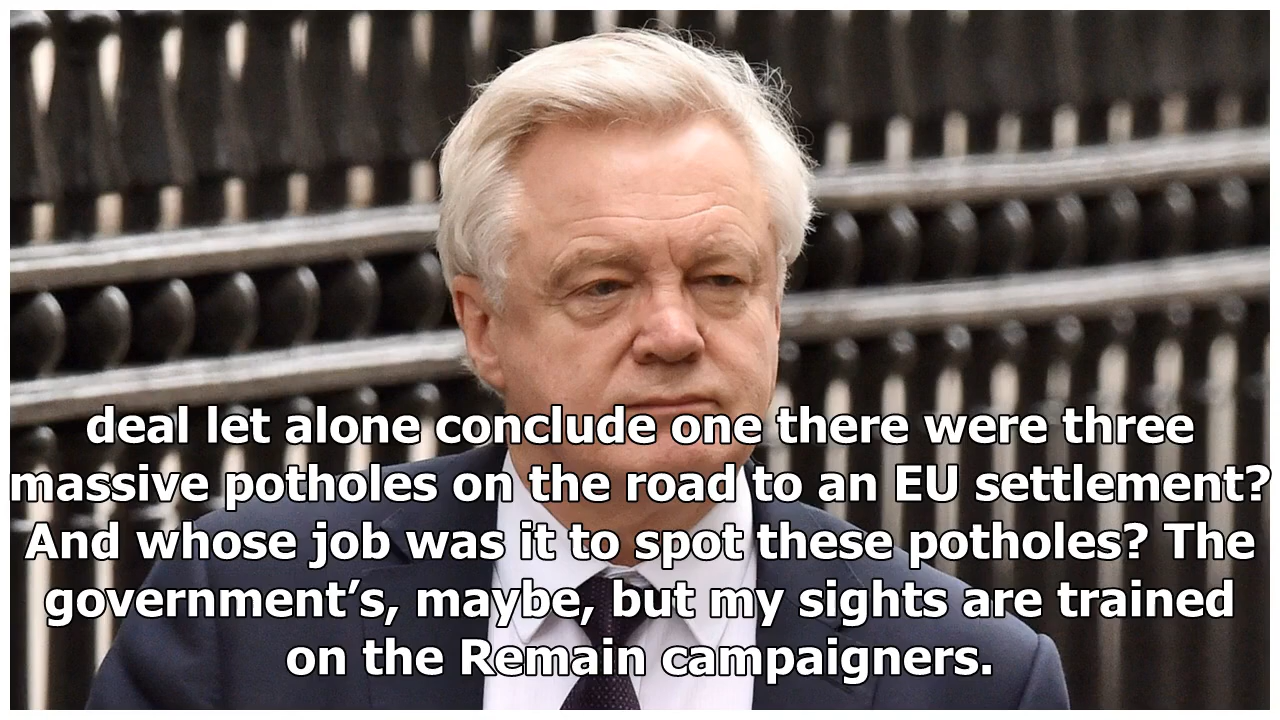 deal let alone conclude one there were three
massive potholes on the road to an EU settlement?
And whose job was it to spot these potholes? The
government’s, maybe, but my sights are trained
on the Remain campaigners.